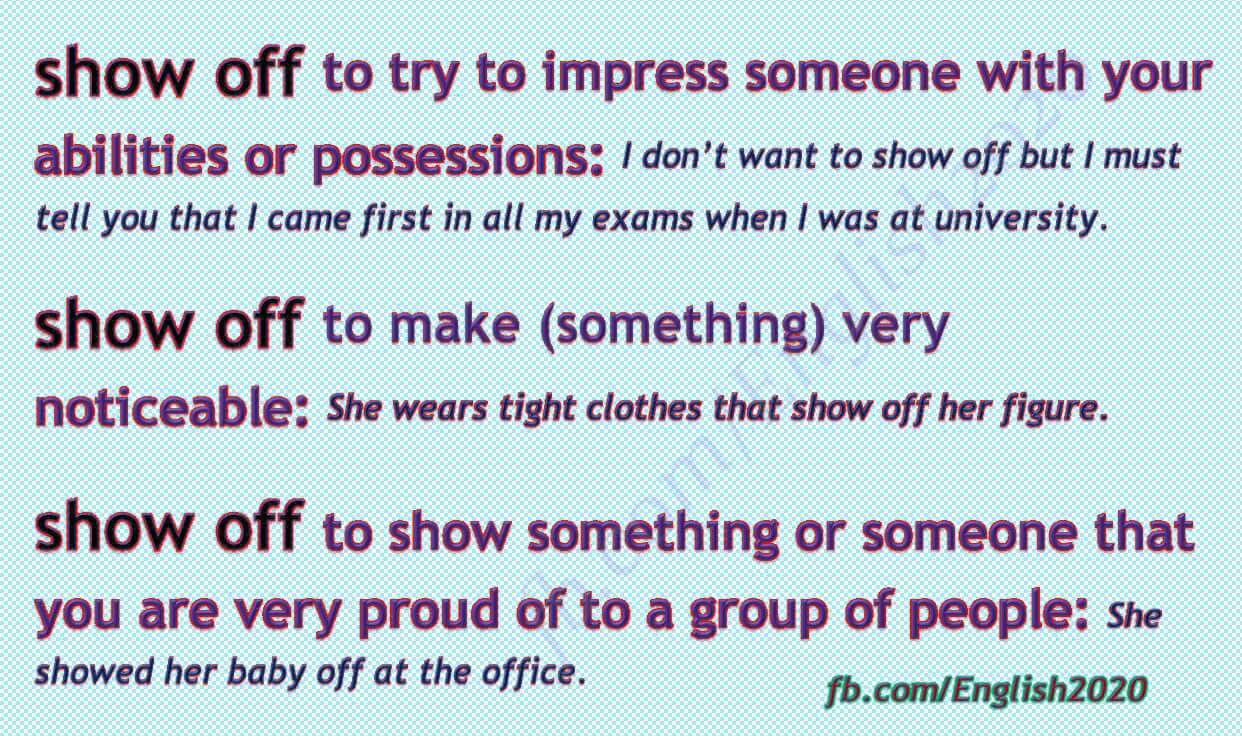 show off to try to impress someone with your
abilities or possessions: I don’t want to show off but I must
tell you that I came first in all my exams when I was at university.
show off to make (something) very
noticeable: She wears tight clothes that show off her figure.
show off to show something or someone that
you are very proud of to a group of people: She
showed her baby off at the office.
fb.com/English2020
fb.com/English2020